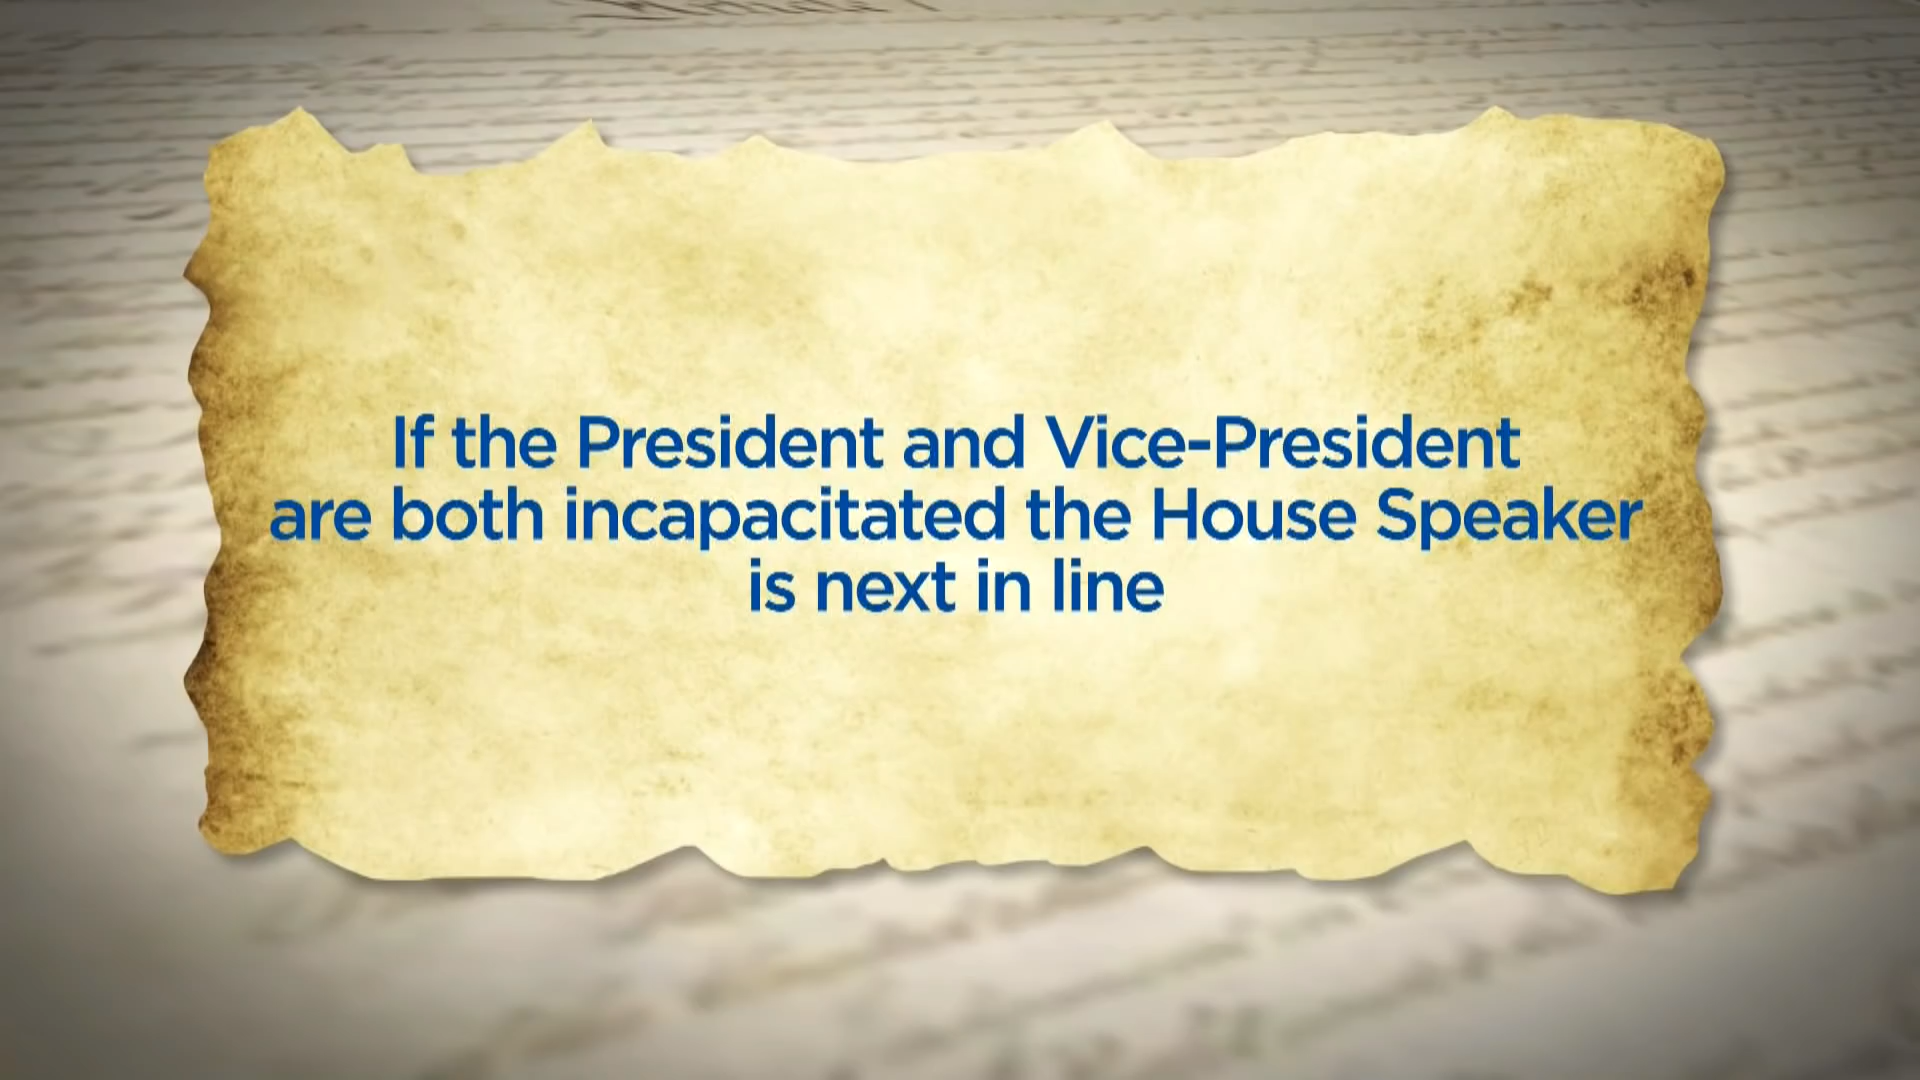 If the President and Vice-President
are both incapacitated the House Speaker
is next in line